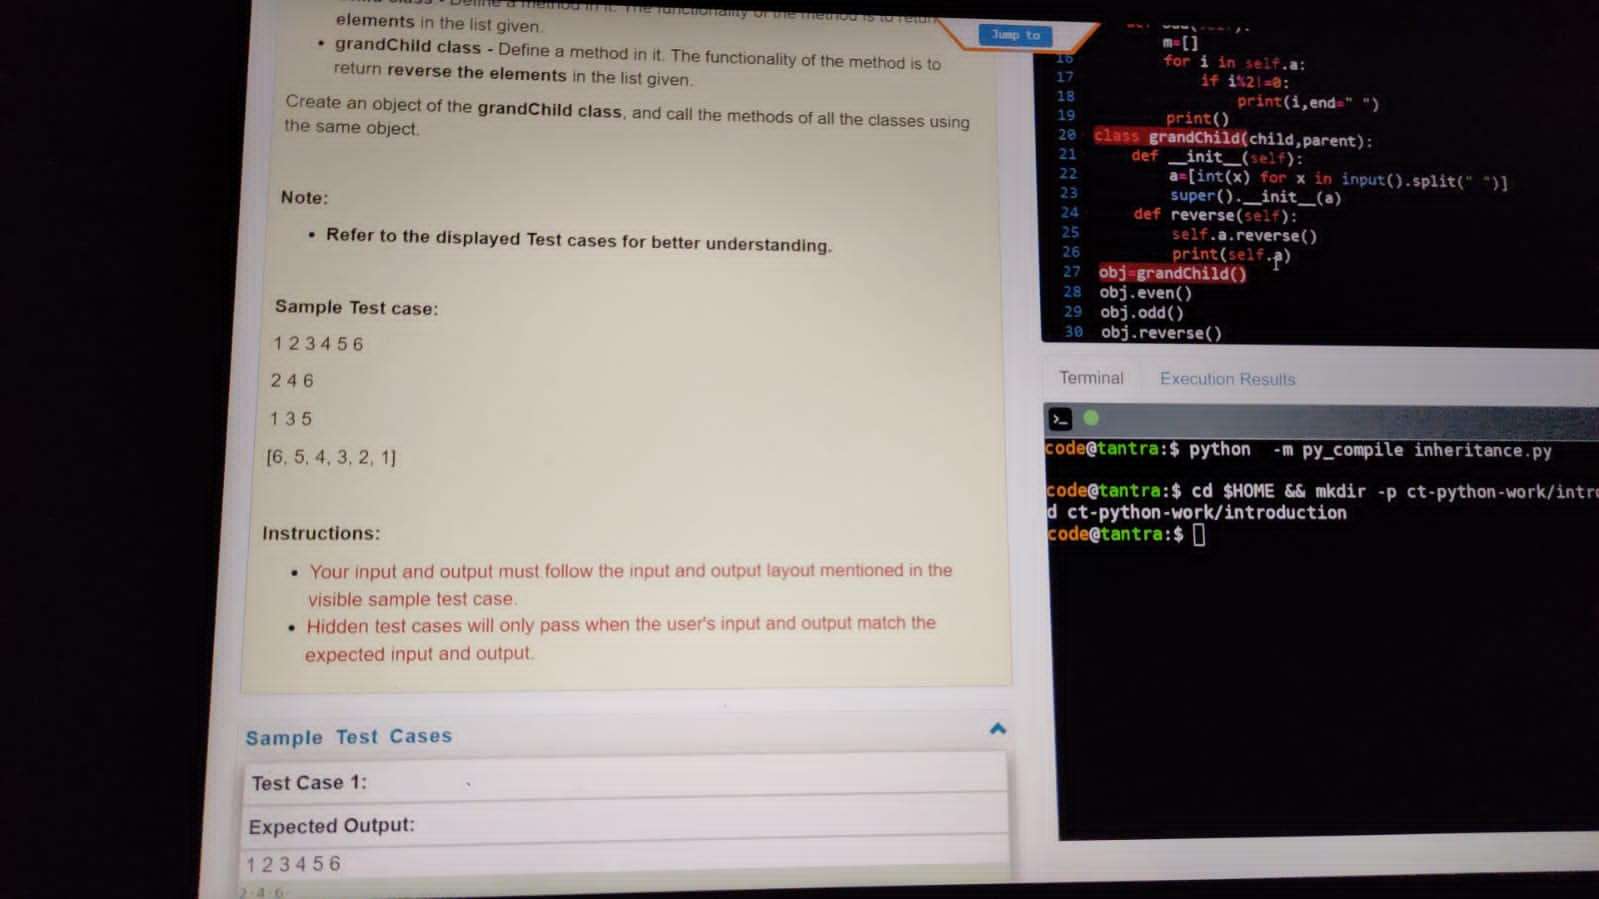 class - Define a method in it. The functionality of the method is to return
elements in the list given.
• grandChild class - Define a method in it. The functionality of the method is to
return reverse the elements in the list given.
Create an object of the grandChild class, and call the methods of all the classes using
the same object.
Note:
• Refer to the displayed Test cases for better understanding.
Sample Test case:
1 2 3 4 5 6
2 4 6
1 3 5
[6, 5, 4, 3, 2, 1]
Instructions:
• Your input and output must follow the input and output layout mentioned in the
visible sample test case.
• Hidden test cases will only pass when the user's input and output match the
expected input and output.
Sample Test Cases
Test Case 1:
Expected Output:
1 2 3 4 5 6
2·4·6·
Jump to
m=[]
16 for i in self.a:
17 if i%2!=0:
18 print(i,end=" ")
19 print()
20 class grandChild(child,parent):
21 def __init__(self):
22 a=[int(x) for x in input().split(" ")]
23 super().__init__(a)
24 def reverse(self):
25 self.a.reverse()
26 print(self.a)
27 obj=grandChild()
28 obj.even()
29 obj.odd()
30 obj.reverse()
Terminal Execution Results
code@tantra:$ python -m py_compile inheritance.py
code@tantra:$ cd $HOME && mkdir -p ct-python-work/intro
d ct-python-work/introduction
code@tantra:$